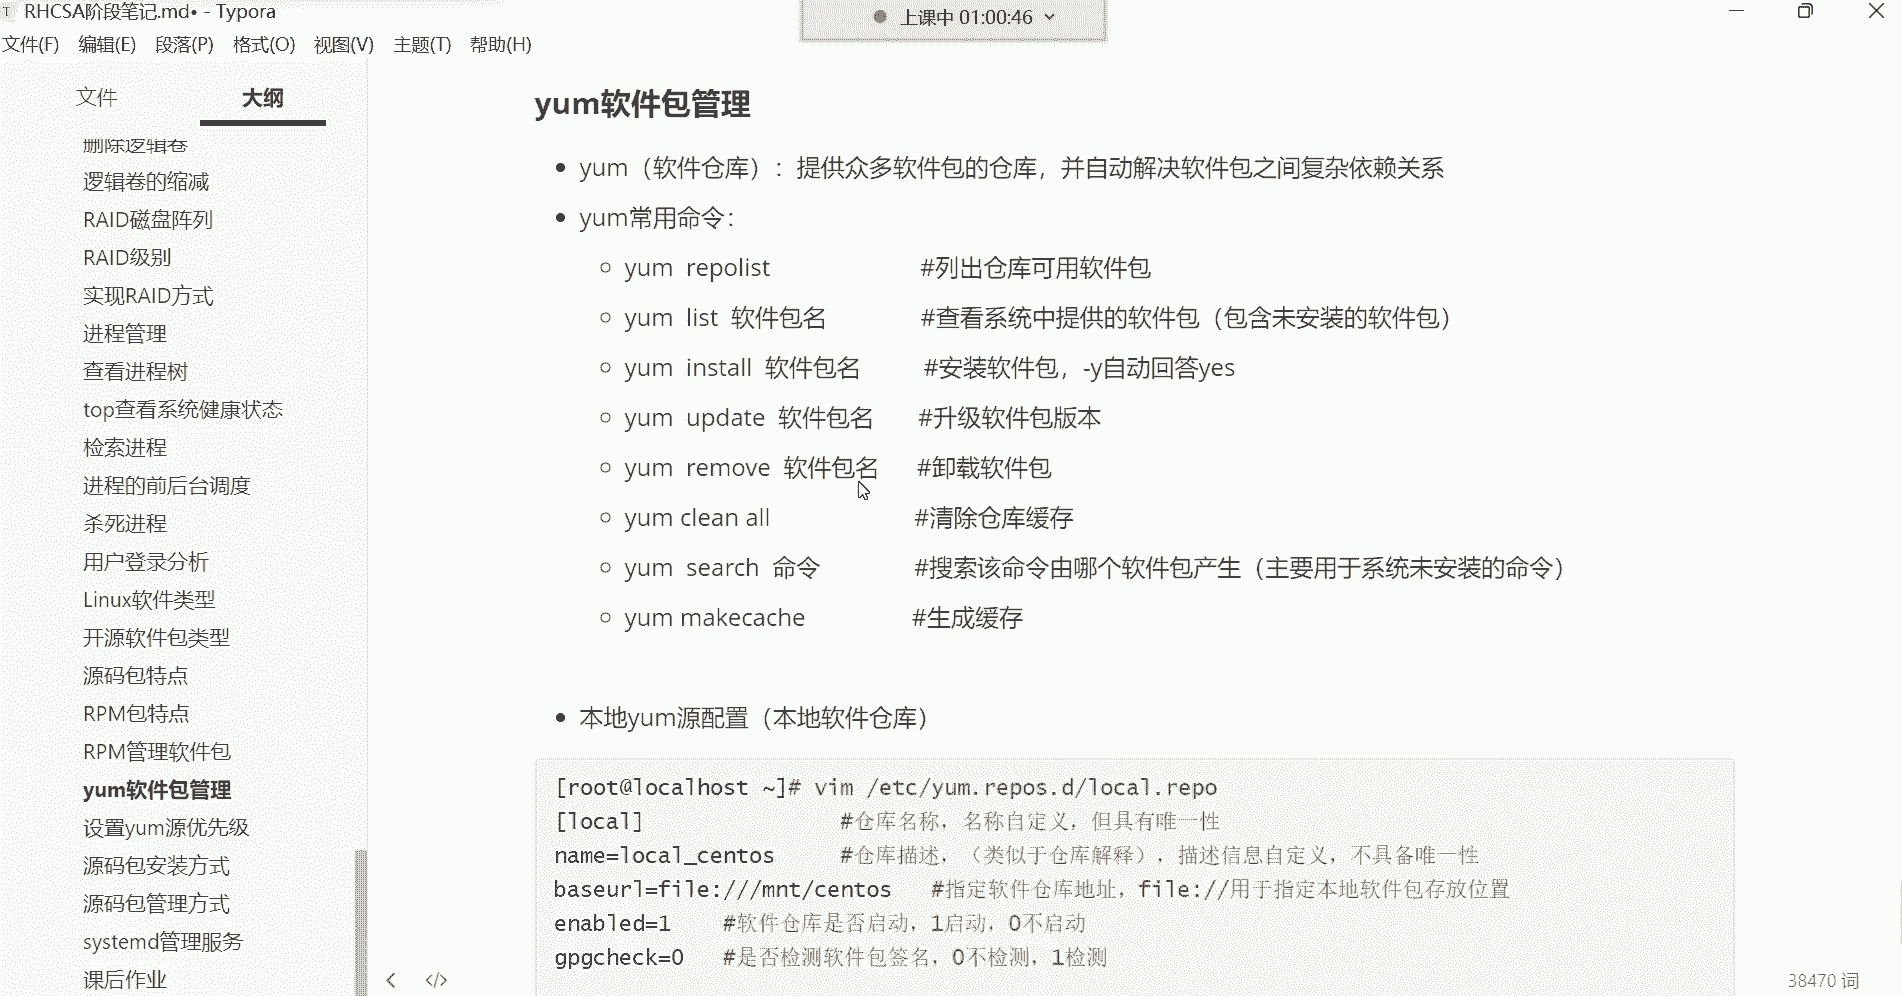 RHCSA阶段笔记.md• - Typora
上课中 01:00:46
文件(F) 编辑(E) 段落(P) 格式(O) 视图(V) 主题(T) 帮助(H)
文件 大纲
删除逻辑卷
逻辑卷的缩减
RAID磁盘阵列
RAID级别
实现RAID方式
进程管理
查看进程树
top查看系统健康状态
检索进程
进程的前后台调度
杀死进程
用户登录分析
Linux软件类型
开源软件包类型
源码包特点
RPM包特点
RPM管理软件包
yum软件包管理
设置yum源优先级
源码包安装方式
源码包管理方式
systemd管理服务
课后作业
yum软件包管理
• yum（软件仓库）：提供众多软件包的仓库，并自动解决软件包之间复杂依赖关系
• yum常用命令：
yum repolist #列出仓库可用软件包
yum list 软件包名 #查看系统中提供的软件包（包含未安装的软件包）
yum install 软件包名 #安装软件包，-y自动回答yes
yum update 软件包名 #升级软件包版本
yum remove 软件包名 #卸载软件包
yum clean all #清除仓库缓存
yum search 命令 #搜索该命令由哪个软件包产生（主要用于系统未安装的命令）
yum makecache #生成缓存
• 本地yum源配置（本地软件仓库）
[root@localhost ~]# vim /etc/yum.repos.d/local.repo
[local] #仓库名称，名称自定义，但具有唯一性
name=local_centos #仓库描述，（类似于仓库解释），描述信息自定义，不具备唯一性
baseurl=file:///mnt/centos #指定软件仓库地址，file://用于指定本地软件包存放位置
enabled=1 #软件仓库是否启动，1启动，0不启动
gpgcheck=0 #是否检测软件包签名，0不检测，1检测
38470 词